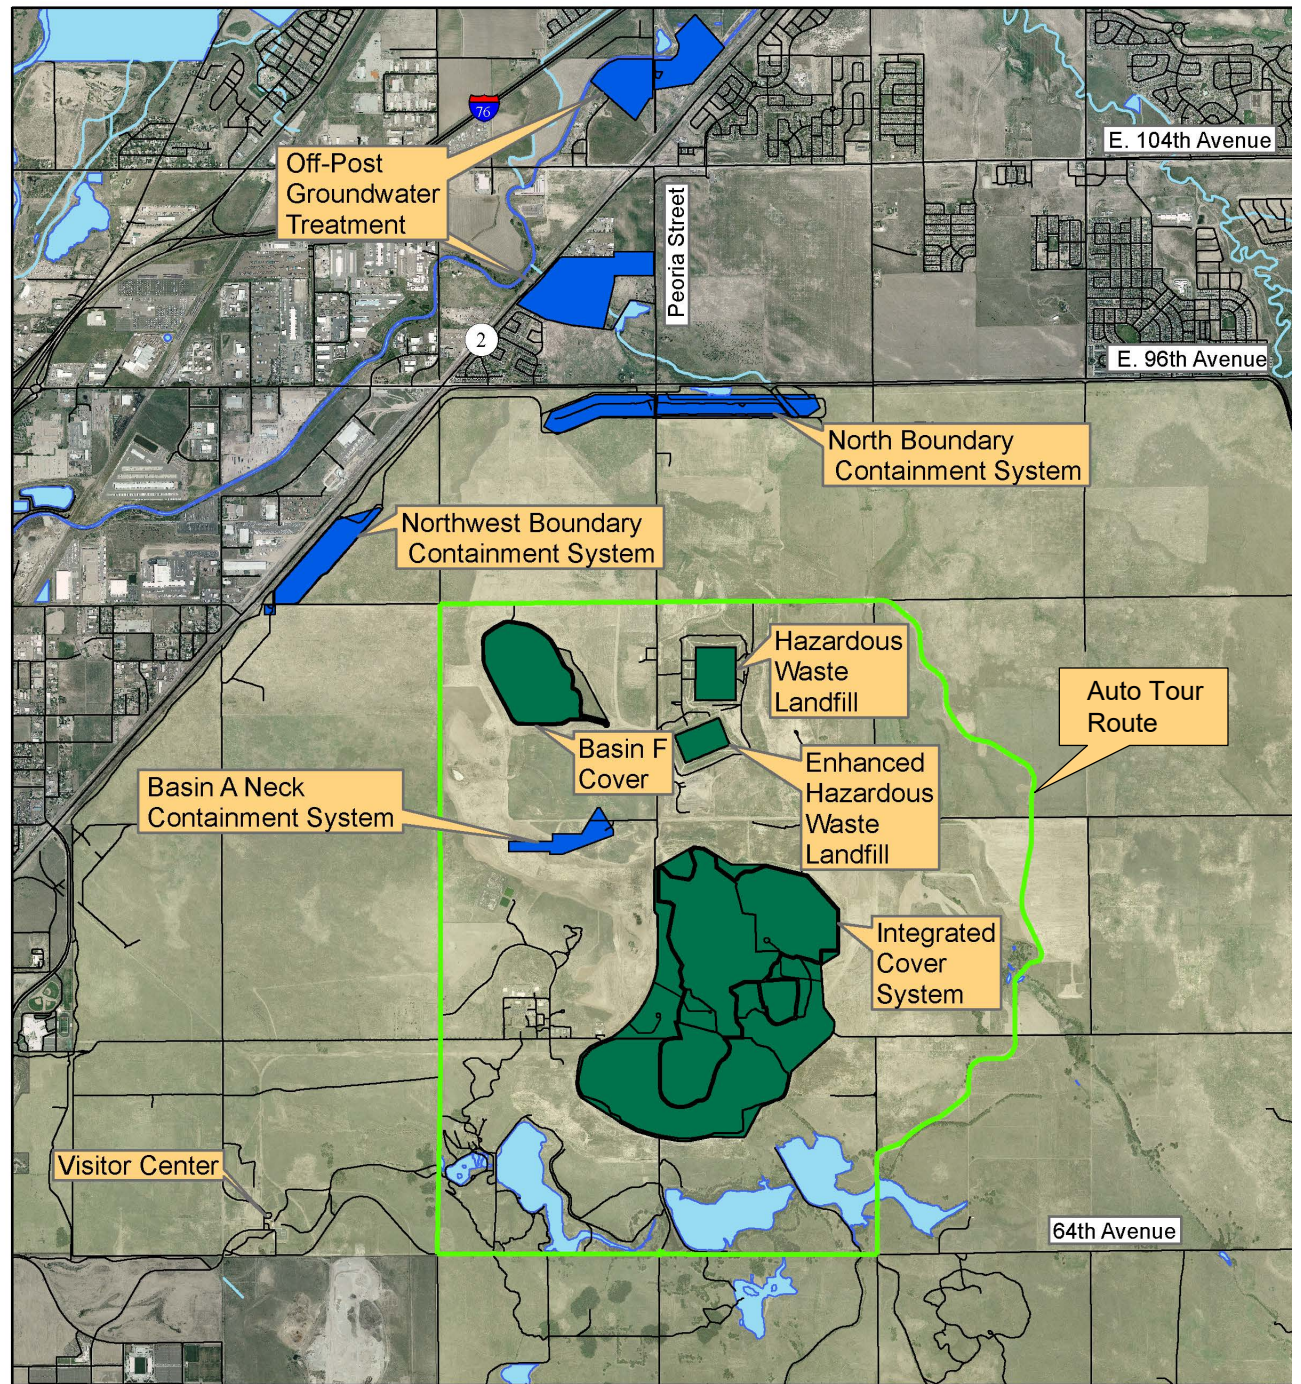 E. 104th Avenue
76
Off-Post
Groundwater
Treatment
Peoria Street
2
E. 96th Avenue
North Boundary
Containment System
Northwest Boundary
Containment System
Hazardous
Waste
Landfill
Auto Tour
Route
Basin F
Cover
Enhanced
Hazardous
Waste
Landfill
Basin A Neck
Containment System
Integrated
Cover
System
Visitor Center
64th Avenue